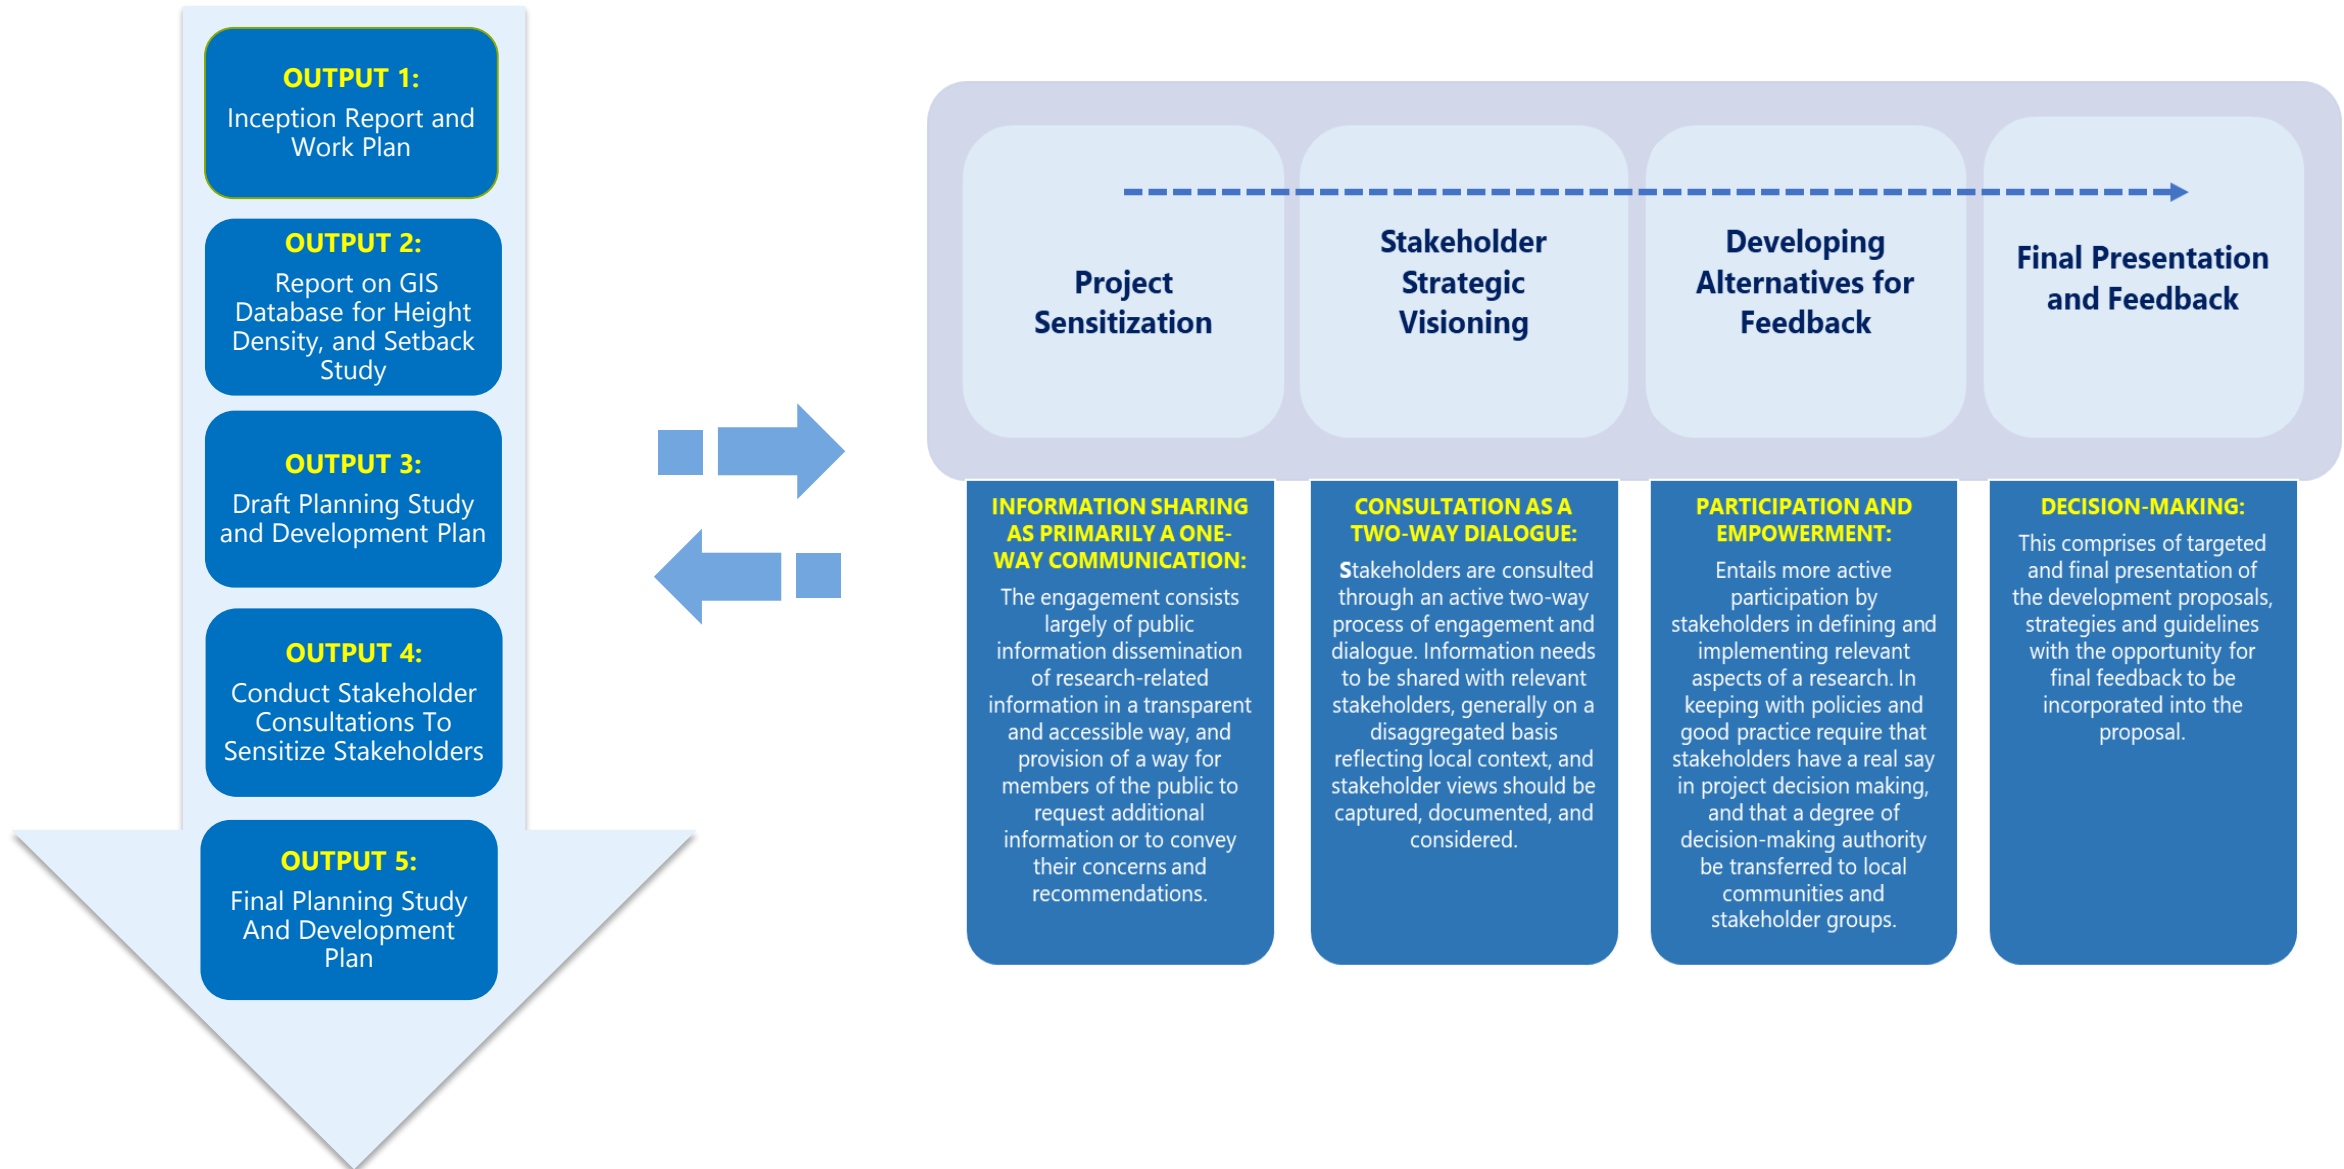 OUTPUT 1:
Inception Report and
Work Plan
OUTPUT 2:
Report on GIS
Database for Height
Density, and Setback
Study
OUTPUT 3:
Draft Planning Study
and Development Plan
OUTPUT 4:
Conduct Stakeholder
Consultations To
Sensitize Stakeholders
OUTPUT 5:
Final Planning Study
And Development
Plan
Project
Sensitization
Stakeholder
Strategic
Visioning
Developing
Alternatives for
Feedback
Final Presentation
and Feedback
INFORMATION SHARING
AS PRIMARILY A ONE-
WAY COMMUNICATION:
The engagement consists
largely of public
information dissemination
of research-related
information in a transparent
and accessible way, and
provision of a way for
members of the public to
request additional
information or to convey
their concerns and
recommendations.
CONSULTATION AS A
TWO-WAY DIALOGUE:
Stakeholders are consulted
through an active two-way
process of engagement and
dialogue. Information needs
to be shared with relevant
stakeholders, generally on a
disaggregated basis
reflecting local context, and
stakeholder views should be
captured, documented, and
considered.
PARTICIPATION AND
EMPOWERMENT:
Entails more active
participation by
stakeholders in defining and
implementing relevant
aspects of a research. In
keeping with policies and
good practice require that
stakeholders have a real say
in project decision making,
and that a degree of
decision-making authority
be transferred to local
communities and
stakeholder groups.
DECISION-MAKING:
This comprises of targeted
and final presentation of
the development proposals,
strategies and guidelines
with the opportunity for
final feedback to be
incorporated into the
proposal.